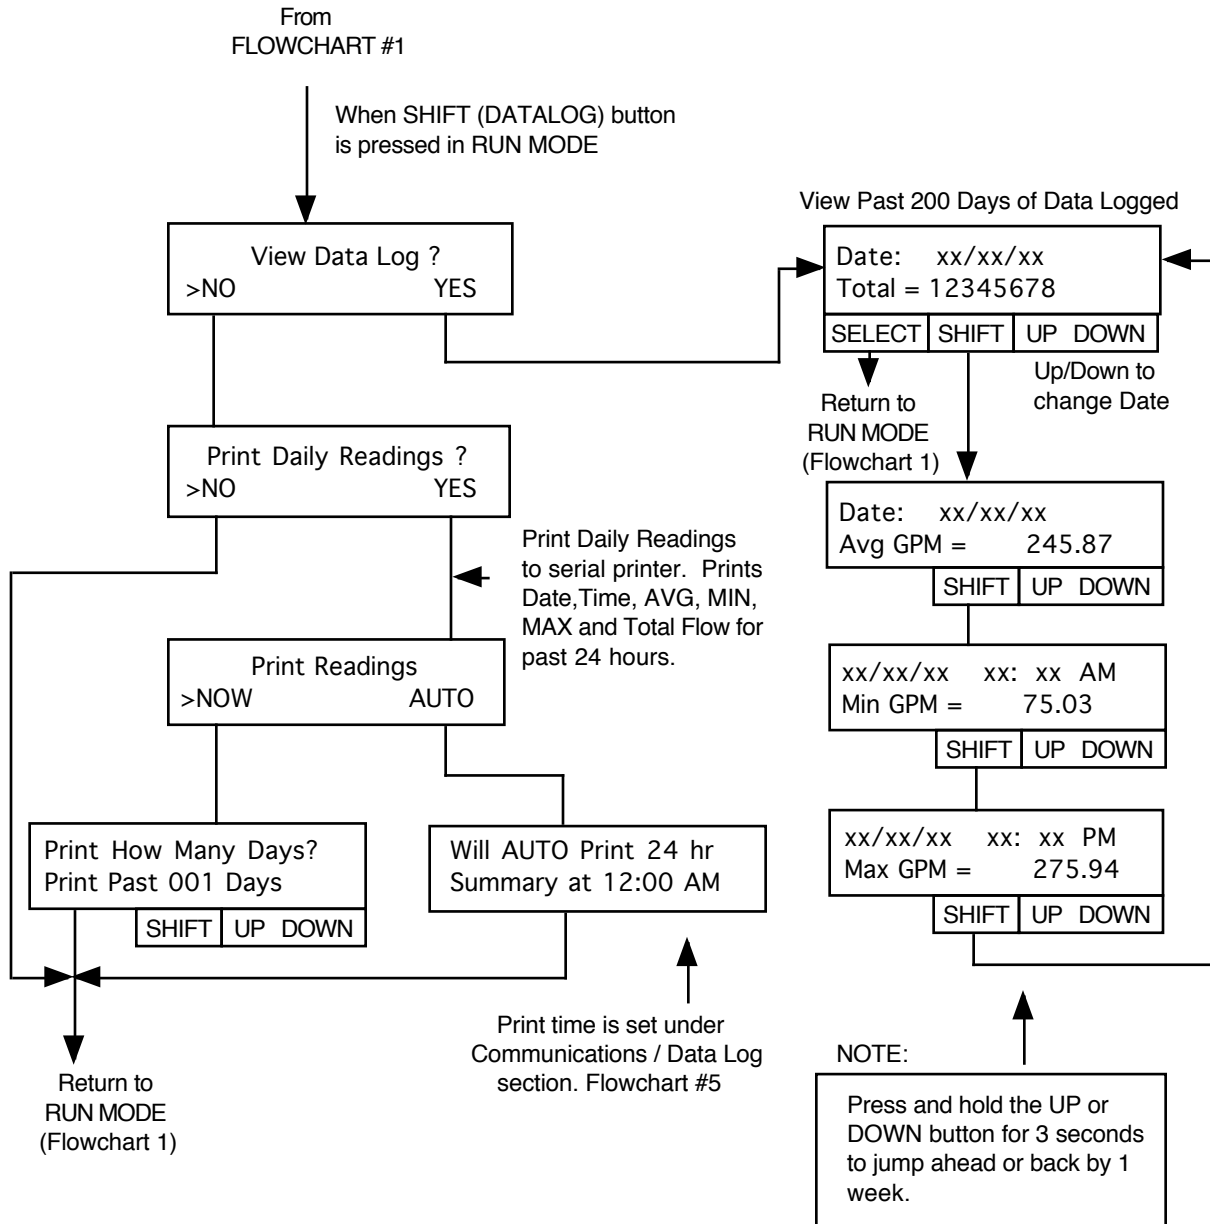 From
FLOWCHART #1
When SHIFT (DATALOG) button
is pressed in RUN MODE
View Data Log ?
>NO YES
Print Daily Readings ?
>NO YES
Print Daily Readings
to serial printer. Prints
Date,Time, AVG, MIN,
MAX and Total Flow for
past 24 hours.
Print Readings
>NOW AUTO
Print How Many Days?
Print Past 001 Days
SHIFT UP DOWN
Will AUTO Print 24 hr
Summary at 12:00 AM
Print time is set under
Communications / Data Log
section. Flowchart #5
Return to
RUN MODE
(Flowchart 1)
View Past 200 Days of Data Logged
Date: xx/xx/xx
Total = 12345678
SELECT SHIFT UP DOWN
Up/Down to
change Date
Return to
RUN MODE
(Flowchart 1)
Date: xx/xx/xx
Avg GPM = 245.87
SHIFT UP DOWN
xx/xx/xx xx: xx AM
Min GPM = 75.03
SHIFT UP DOWN
xx/xx/xx xx: xx PM
Max GPM = 275.94
SHIFT UP DOWN
NOTE:
Press and hold the UP or
DOWN button for 3 seconds
to jump ahead or back by 1
week.